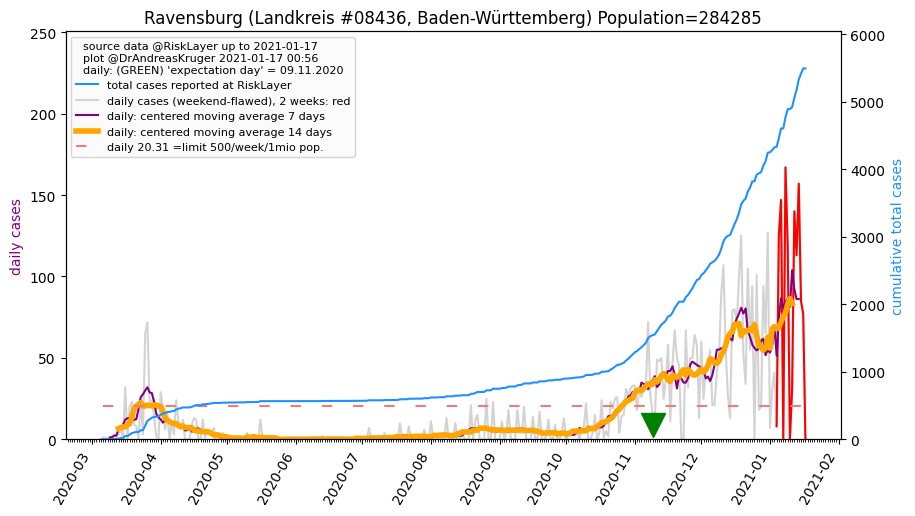 Ravensburg (Landkreis #08436, Baden-Württemberg) Population=284285
source data @RiskLayer up to 2021-01-17
plot @DrAndreasKruger 2021-01-17 00:56
daily: (GREEN) 'expectation day' = 09.11.2020
total cases reported at RiskLayer
daily cases (weekend-flawed), 2 weeks: red
daily: centered moving average 7 days
daily: centered moving average 14 days
daily 20.31 =limit 500/week/1mio pop.
daily cases
250
200
150
100
50
0
cumulative total cases
6000
5000
4000
3000
2000
1000
0
2020-03
2020-04
2020-05
2020-06
2020-07
2020-08
2020-09
2020-10
2020-11
2020-12
2021-01
2021-02